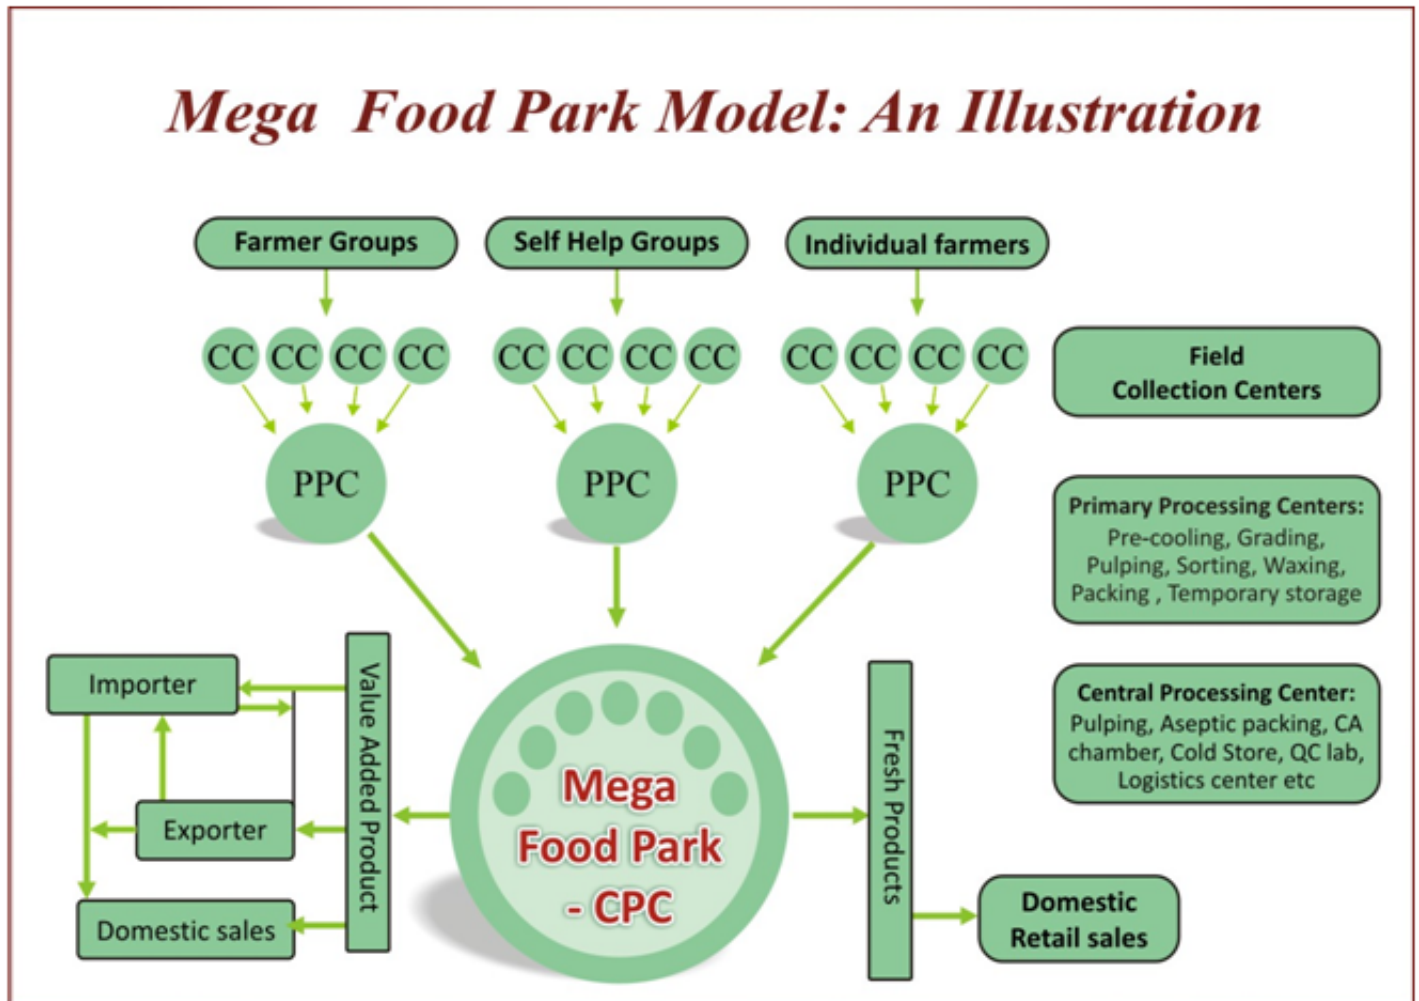 Mega Food Park Model: An Illustration
Farmer Groups
Self Help Groups
Individual farmers
CC CC CC CC
CC CC CC CC
CC CC CC CC
Field
Collection Centers
PPC
PPC
PPC
Primary Processing Centers:
Pre-cooling, Grading,
Pulping, Sorting, Waxing,
Packing , Temporary storage
Central Processing Center:
Pulping, Aseptic packing, CA
chamber, Cold Store, QC lab,
Logistics center etc
Importer
Exporter
Domestic sales
Value Added Product
Mega
Food Park
- CPC
Fresh Products
Domestic
Retail sales